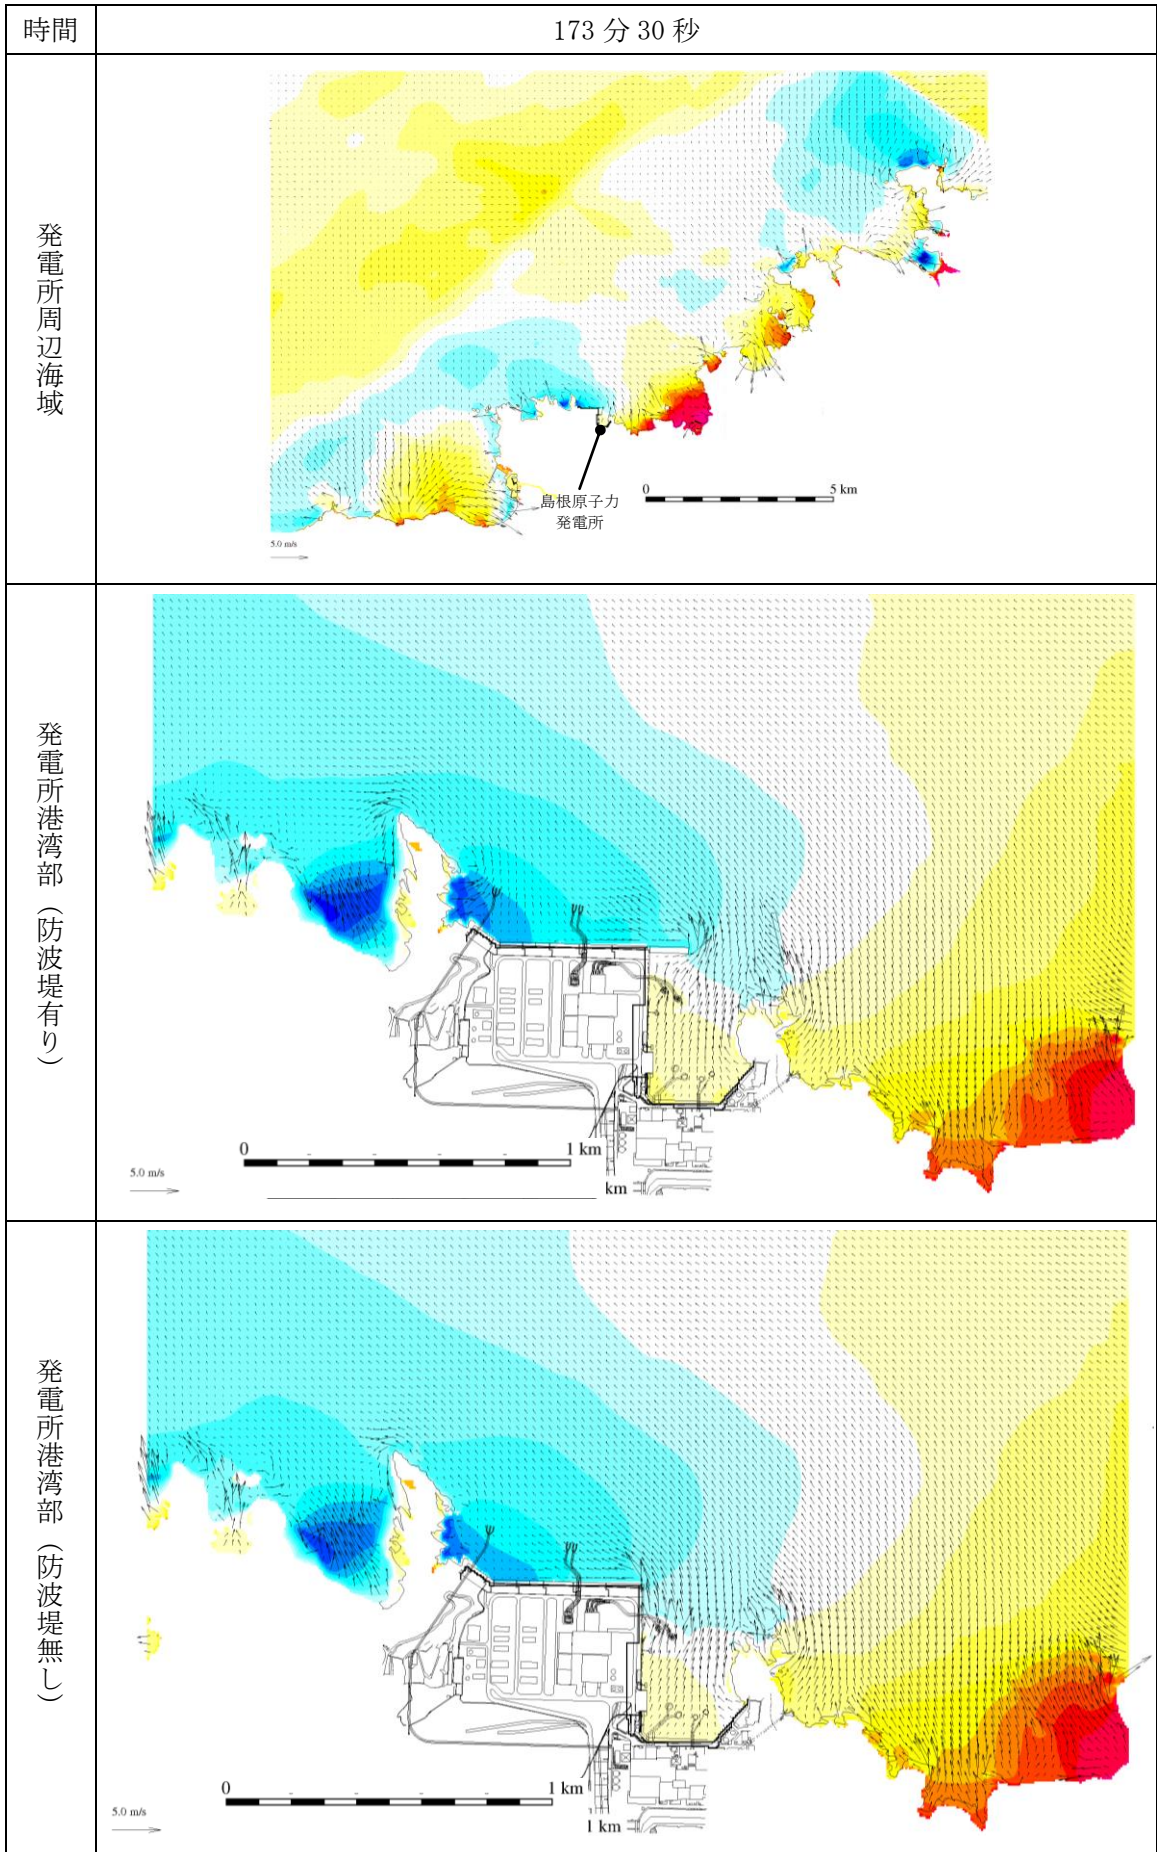 時間
173 分 30 秒
発電所周辺海域
島根原子力
発電所
0
5 km
5.0 m/s
発電所港湾部（防波堤有り）
0
1 km
5.0 m/s
km
発電所港湾部（防波堤無し）
0
1 km
5.0 m/s
1 km